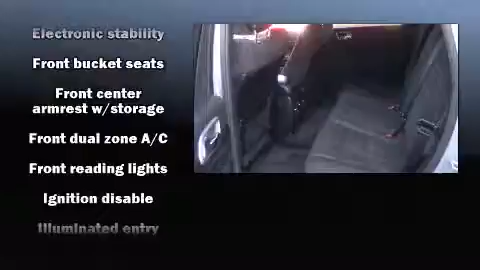 Electronic stability
Front bucket seats
Front center
armrest w/storage
Front dual zone A/C
Front reading lights
Ignition disable
Illuminated entry